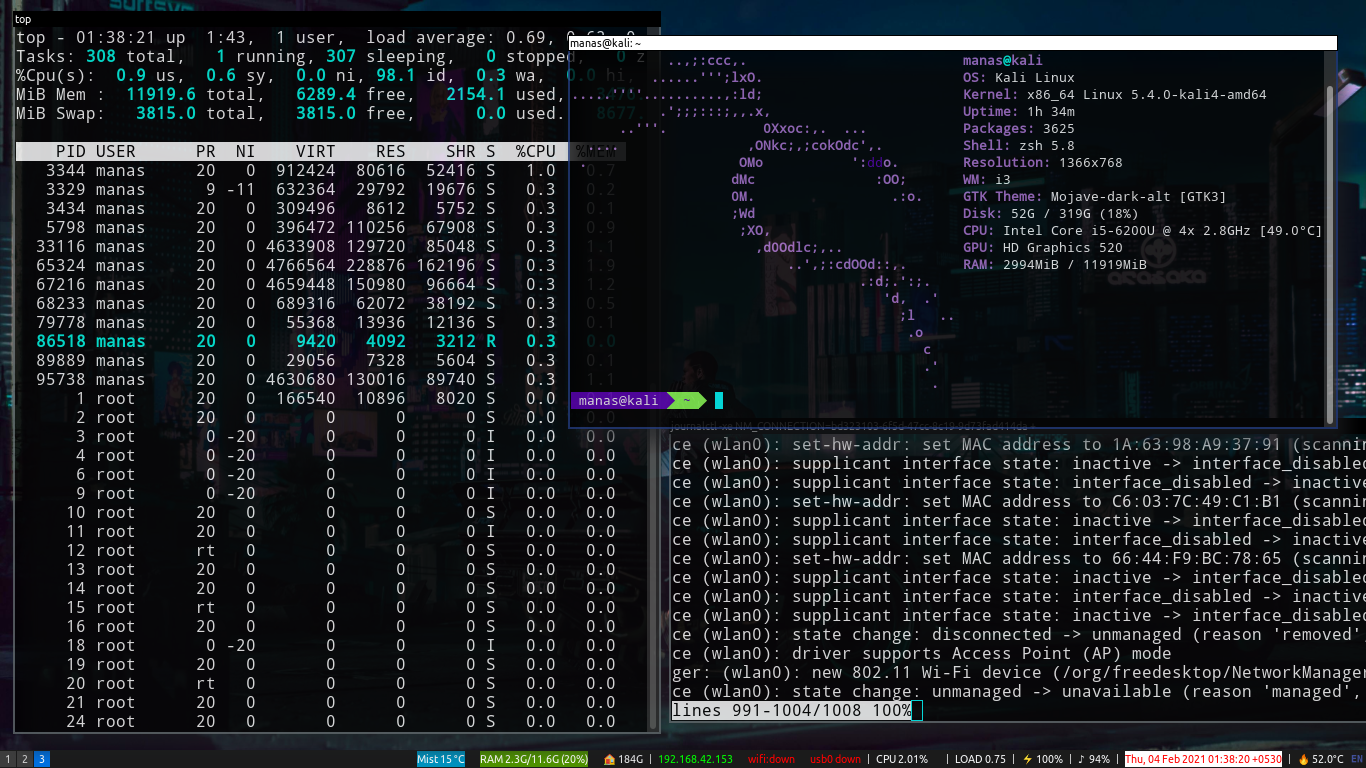 top
top - 01:38:21 up  1:43,  1 user,  load average: 0.69,
Tasks: 308 total,   1 running, 307 sleeping,   0 stopped,   0 z
%Cpu(s):  0.9 us,  0.6 sy,  0.0 ni, 98.1 id,  0.3 wa,  0.0 hi,
MiB Mem :  11919.6 total,   6289.4 free,   2154.1 used,
MiB Swap:   3815.0 total,   3815.0 free,      0.0 used.   8677.
PID USER      PR  NI    VIRT    RES    SHR S  %CPU  %MEM
3344 manas     20   0  912424  80616  52416 S   1.0   0.7
3329 manas      9 -11  632364  29792  19676 S   0.3   0.2
3434 manas     20   0  309496   8612   5752 S   0.3   0.1
5798 manas     20   0  396472 110256  67908 S   0.3   0.9
33116 manas     20   0 4633908 129720  85048 S   0.3   1.1
65324 manas     20   0 4766564 228876 162196 S   0.3   1.9
67216 manas     20   0 4659448 150980  96664 S   0.3   1.2
68233 manas     20   0  689316  62072  38192 S   0.3   0.5
79778 manas     20   0   55368  13936  12136 S   0.3   0.1
86518 manas     20   0    9420   4092   3212 R   0.3   0.0
89889 manas     20   0   29056   7328   5604 S   0.3   0.1
95738 manas     20   0 4630680 130016  89740 S   0.3   1.1
1 root      20   0  166540  10896   8020 S   0.0   0.1
2 root      20   0       0      0      0 S   0.0   0.0
3 root       0 -20       0      0      0 I   0.0   0.0
4 root       0 -20       0      0      0 I   0.0   0.0
6 root       0 -20       0      0      0 I   0.0   0.0
9 root       0 -20       0      0      0 I   0.0   0.0
10 root      20   0       0      0      0 S   0.0   0.0
11 root      20   0       0      0      0 I   0.0   0.0
12 root      rt   0       0      0      0 S   0.0   0.0
13 root      20   0       0      0      0 S   0.0   0.0
14 root      20   0       0      0      0 S   0.0   0.0
15 root      rt   0       0      0      0 S   0.0   0.0
16 root      20   0       0      0      0 S   0.0   0.0
18 root       0 -20       0      0      0 I   0.0   0.0
19 root      20   0       0      0      0 S   0.0   0.0
20 root      rt   0       0      0      0 S   0.0   0.0
21 root      20   0       0      0      0 S   0.0   0.0
24 root      20   0       0      0      0 S   0.0   0.0
manas@kali: ~
manas@kali
OS: Kali Linux
Kernel: x86_64 Linux 5.4.0-kali4-amd64
Uptime: 1h 34m
Packages: 3625
Shell: zsh 5.8
Resolution: 1366x768
WM: i3
GTK Theme: Mojave-dark-alt [GTK3]
Disk: 52G / 319G (18%)
CPU: Intel Core i5-6200U @ 4x 2.8GHz [49.0°C]
GPU: HD Graphics 520
RAM: 2994MiB / 11919MiB
manas@kali ~
ce (wlan0): set-hw-addr: set MAC address to 1A:63:98:A9:37:91 (scannin
ce (wlan0): supplicant interface state: inactive -> interface_disabled
ce (wlan0): supplicant interface state: interface_disabled -> inactive
ce (wlan0): set-hw-addr: set MAC address to C6:03:7C:49:C1:B1 (scannin
ce (wlan0): supplicant interface state: inactive -> interface_disabled
ce (wlan0): supplicant interface state: interface_disabled -> inactive
ce (wlan0): set-hw-addr: set MAC address to 66:44:F9:BC:78:65 (scannin
ce (wlan0): supplicant interface state: inactive -> interface_disabled
ce (wlan0): supplicant interface state: interface_disabled -> inactive
ce (wlan0): supplicant interface state: inactive -> interface_disabled
ce (wlan0): state change: disconnected -> unmanaged (reason 'removed'
ce (wlan0): driver supports Access Point (AP) mode
ger: (wlan0): new 802.11 Wi-Fi device (/org/freedesktop/NetworkManager
ce (wlan0): state change: unmanaged -> unavailable (reason 'managed',
lines 991-1004/1008 100%
1 2 3 Mist 15°C RAM 2.3G/11.6G (20%) 184G | 192.168.42.153 wifi:down usb0 down | CPU 2.01% | LOAD 0.75 | ⚡ 100% | ♪ 94% | Thu, 04 Feb 2021 01:38:20 +0530 | 52.0°C EN